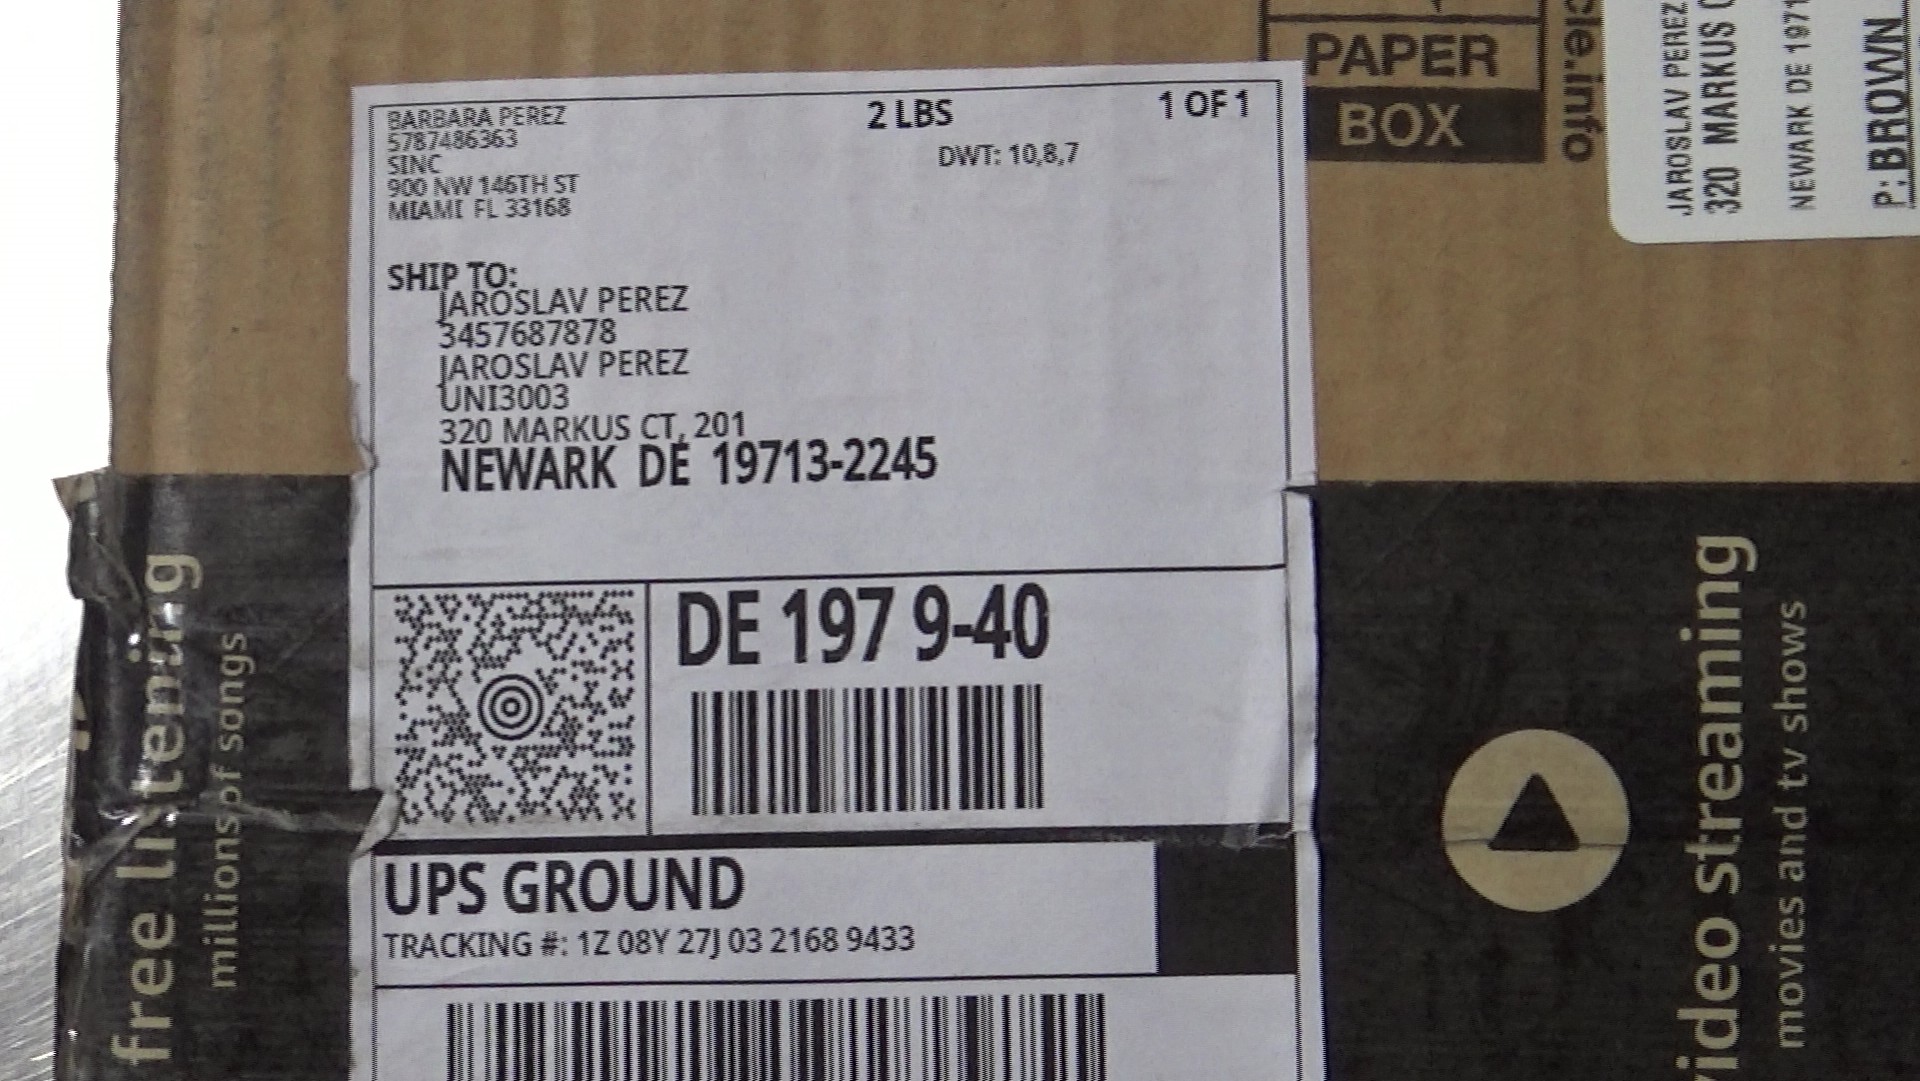 BARBARA PEREZ
5787486363
SINC
900 NW 146TH ST
MIAMI FL 33168
2 LBS
1 OF 1
DWT: 10,8,7
SHIP TO:
JAROSLAV PEREZ
3457687878
JAROSLAV PEREZ
UNI3003
320 MARKUS CT, 201
NEWARK DE 19713-2245
DE 197 9-40
UPS GROUND
TRACKING #: 1Z 08Y 27J 03 2168 9433
PAPER
BOX
cle.info
JAROSLAV PEREZ
320 MARKUS
NEWARK DE 1971
P: BROWN
free listening
millions of songs
video streaming
movies and tv shows